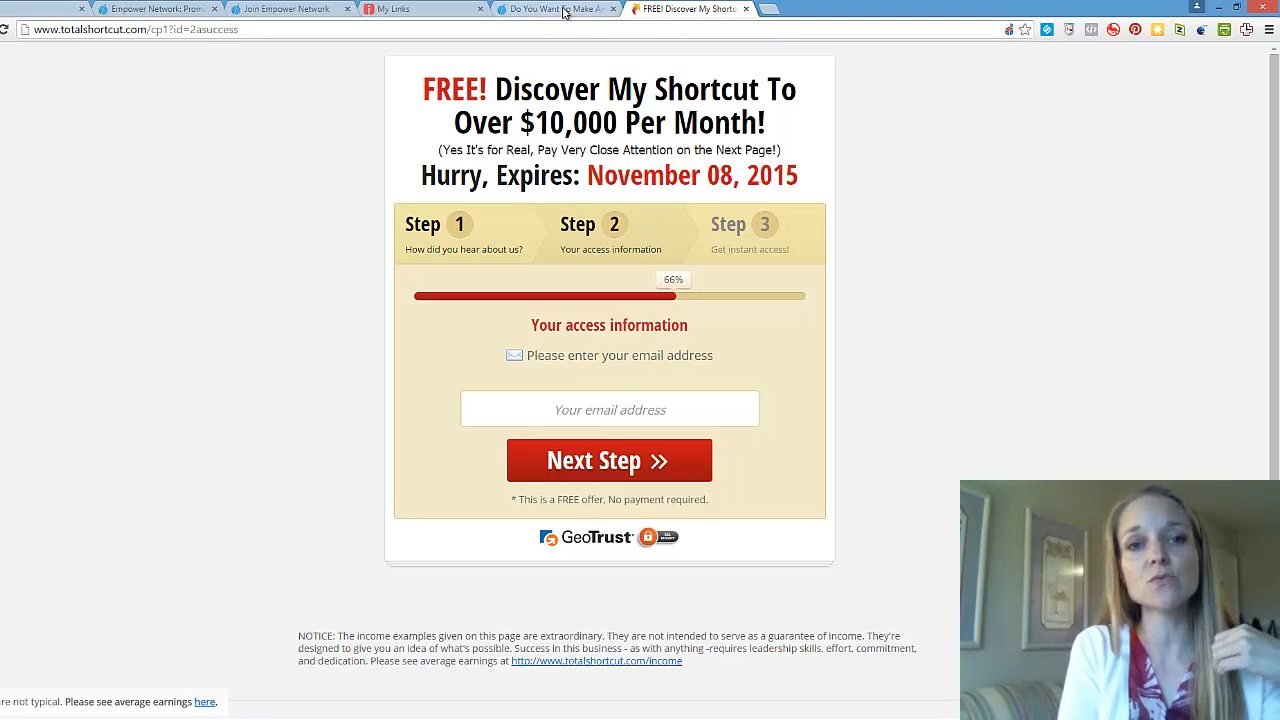 Empower Network: Promo
Join Empower Network
My Links
Do You Want To Make An
FREE! Discover My Shortc
www.totalshortcut.com/cp1?id=2asuccess
FREE! Discover My Shortcut To
Over $10,000 Per Month!
(Yes It's for Real, Pay Very Close Attention on the Next Page!)
Hurry, Expires: November 08, 2015
Step 1
Step 2
Step 3
How did you hear about us?
Your access information
Get instant access!
66%
Your access information
Please enter your email address
Your email address
Next Step »
* This is a FREE offer, No payment required.
GeoTrust
NOTICE: The income examples given on this page are extraordinary. They are not intended to serve as a guarantee of income. They're
designed to give you an idea of what's possible. Success in this business - as with anything -requires leadership skills, effort, commitment,
and dedication. Please see average earnings at http://www.totalshortcut.com/income
re not typical. Please see average earnings here.